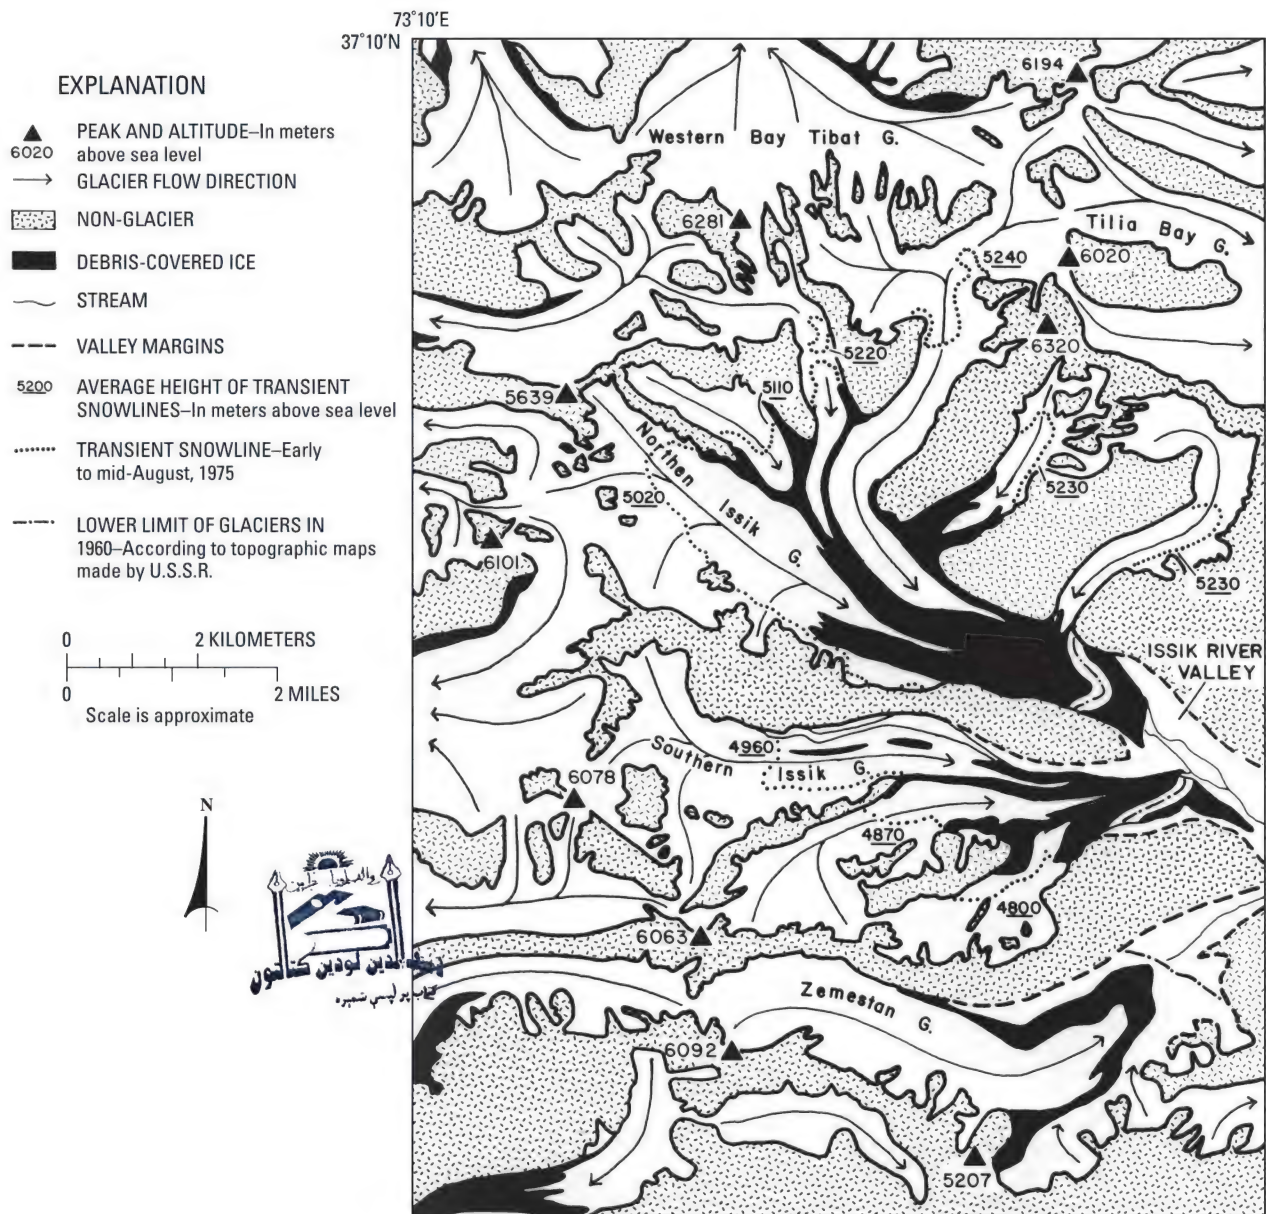 73°10'E
37°10'N
EXPLANATION
PEAK AND ALTITUDE–In meters
6020 above sea level
GLACIER FLOW DIRECTION
NON-GLACIER
DEBRIS-COVERED ICE
STREAM
VALLEY MARGINS
5200 AVERAGE HEIGHT OF TRANSIENT
SNOWLINES–In meters above sea level
TRANSIENT SNOWLINE–Early
to mid-August, 1975
LOWER LIMIT OF GLACIERS IN
1960–According to topographic maps
made by U.S.S.R.
0 2 KILOMETERS
0 2 MILES
Scale is approximate
N
6194
Western Bay Tibat G.
6281
Tilia Bay G.
5240
6020
6320
5220
5639
5110
Northen Issik G.
5020
5230
6101
5230
ISSIK RIVER
VALLEY
4960
Southern Issik G.
6078
4870
4800
6063
Zemestan G.
6092
5207